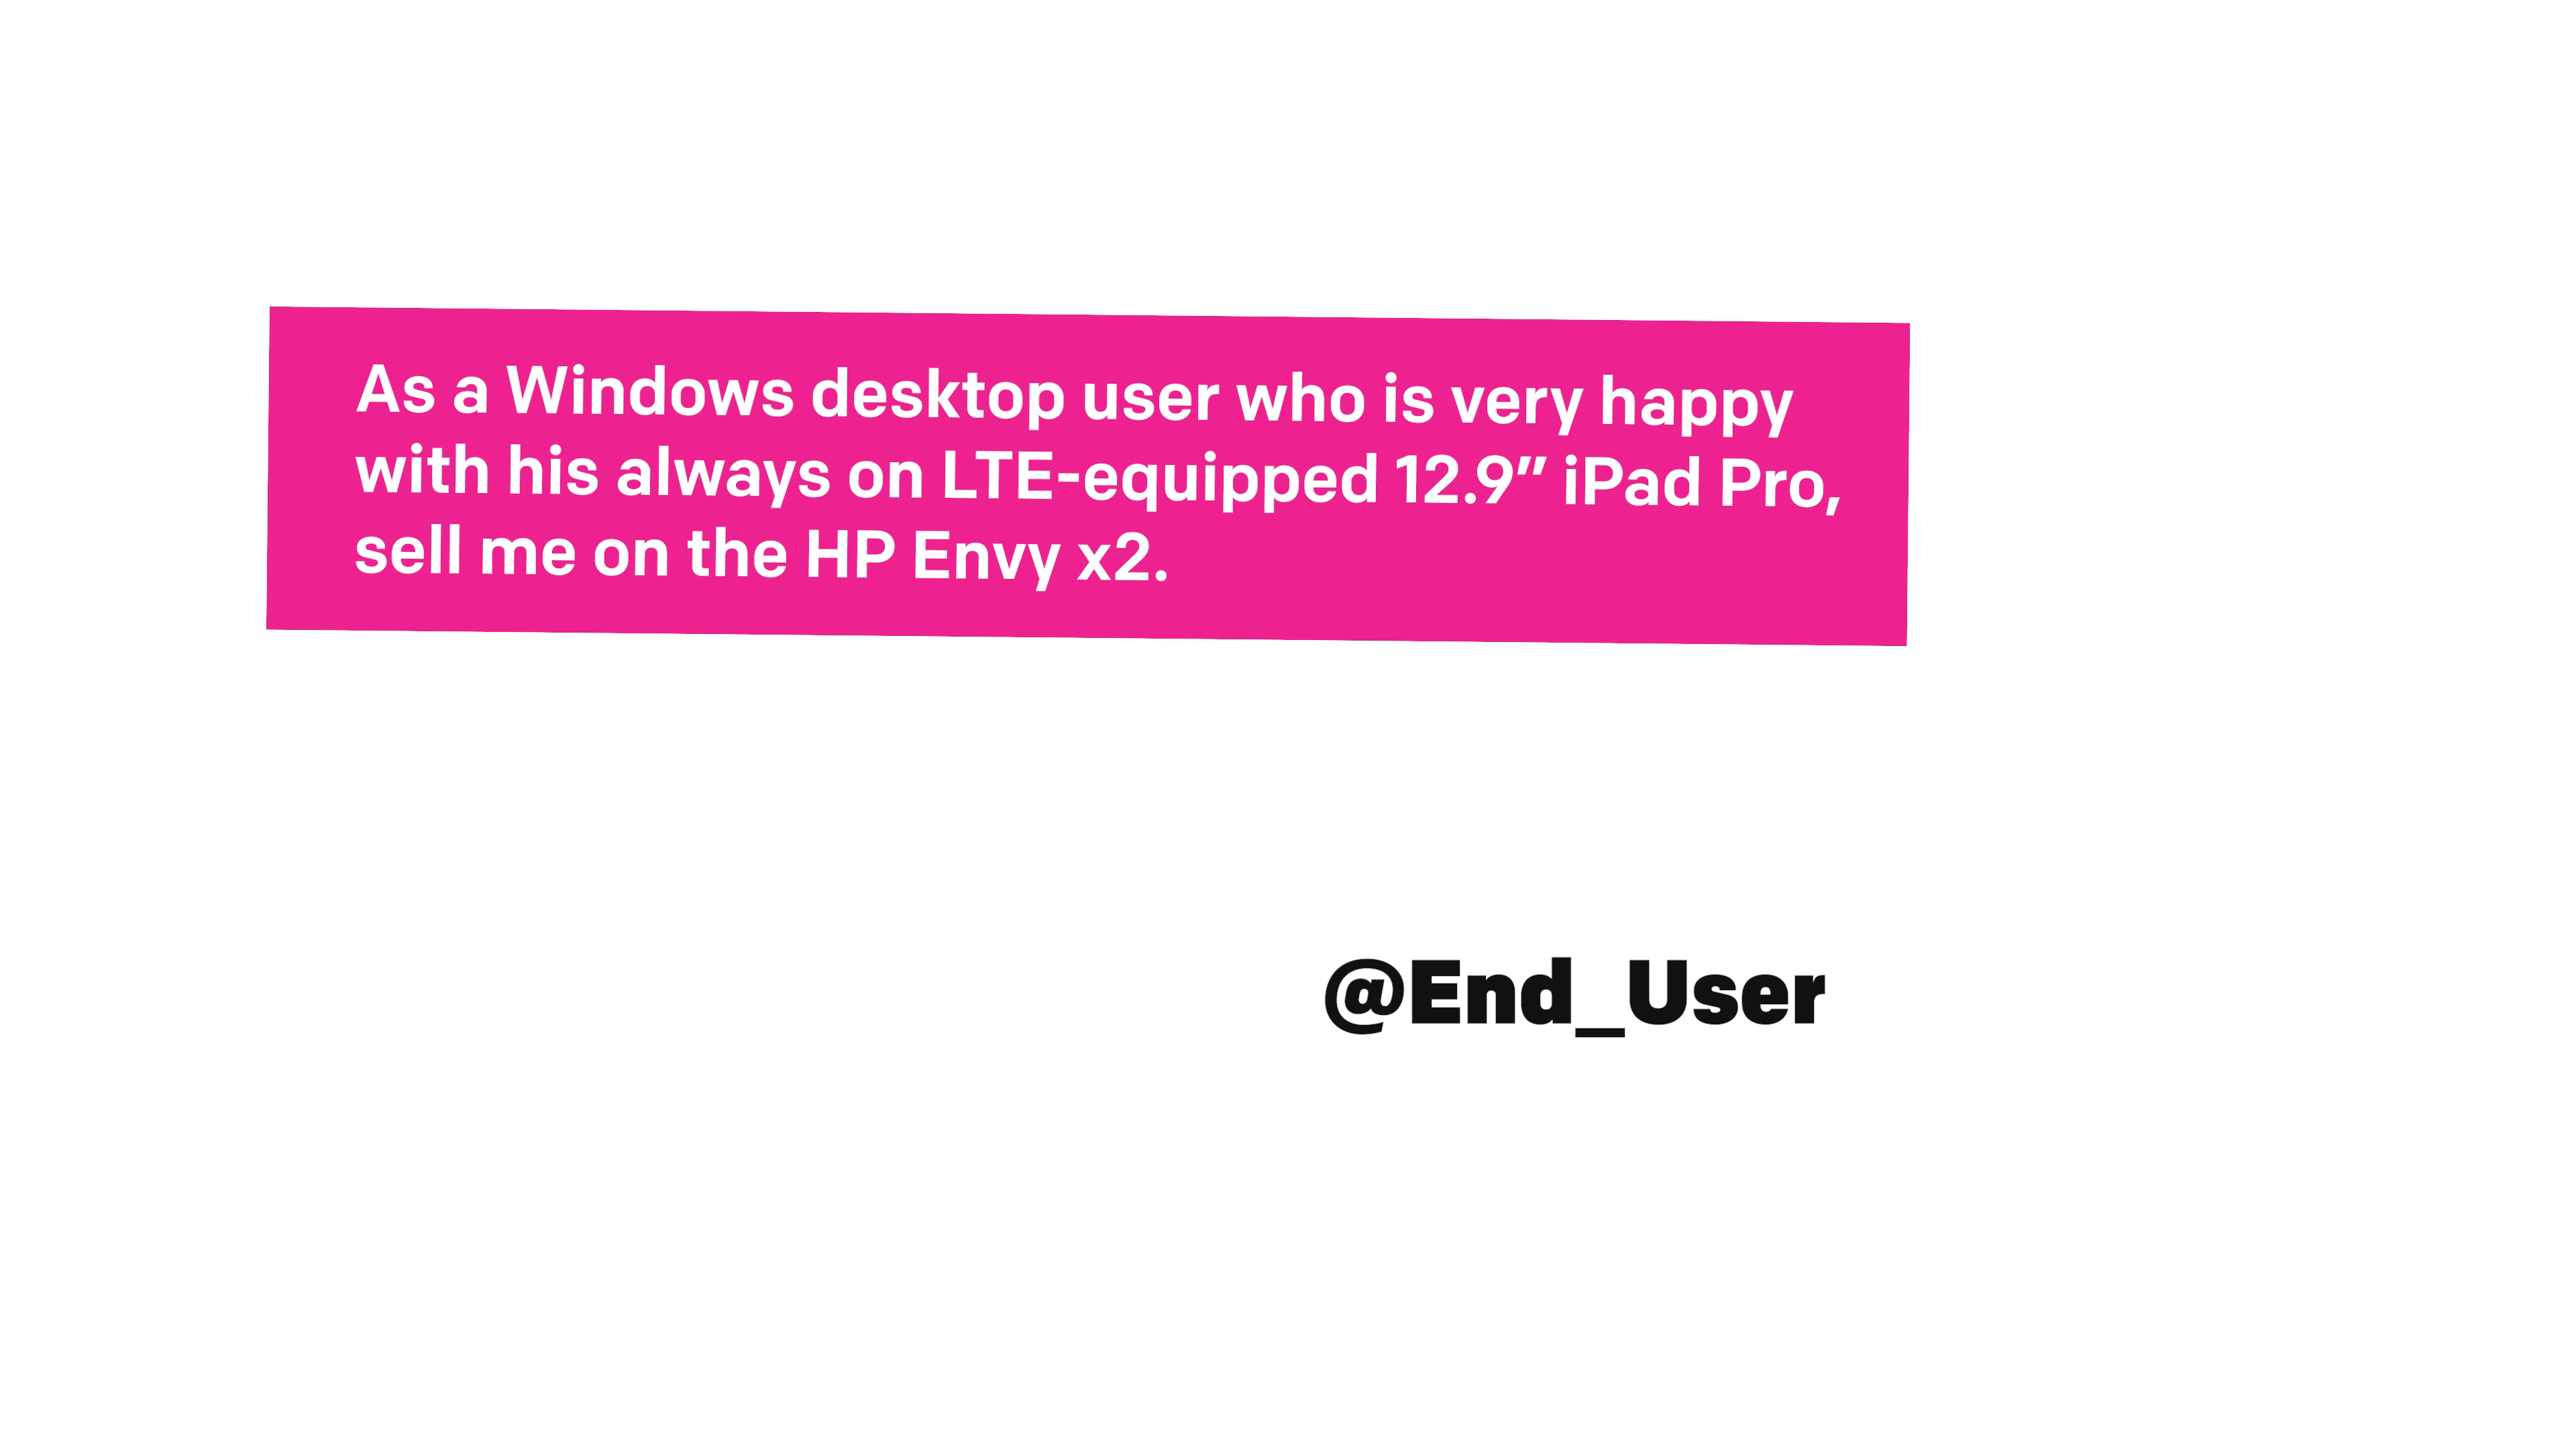 As a Windows desktop user who is very happy
with his always on LTE-equipped 12.9” iPad Pro,
sell me on the HP Envy x2.
@End_User